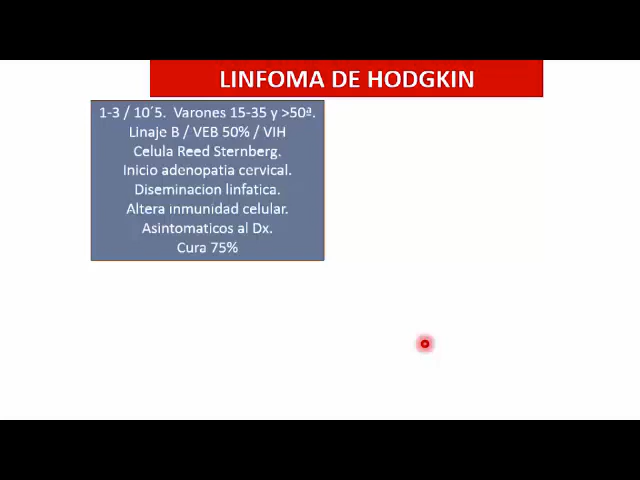 LINFOMA DE HODGKIN
1-3 / 10´5. Varones 15-35 y >50ª.
Linaje B / VEB 50% / VIH
Celula Reed Sternberg.
Inicio adenopatia cervical.
Diseminacion linfatica.
Altera inmunidad celular.
Asintomaticos al Dx.
Cura 75%